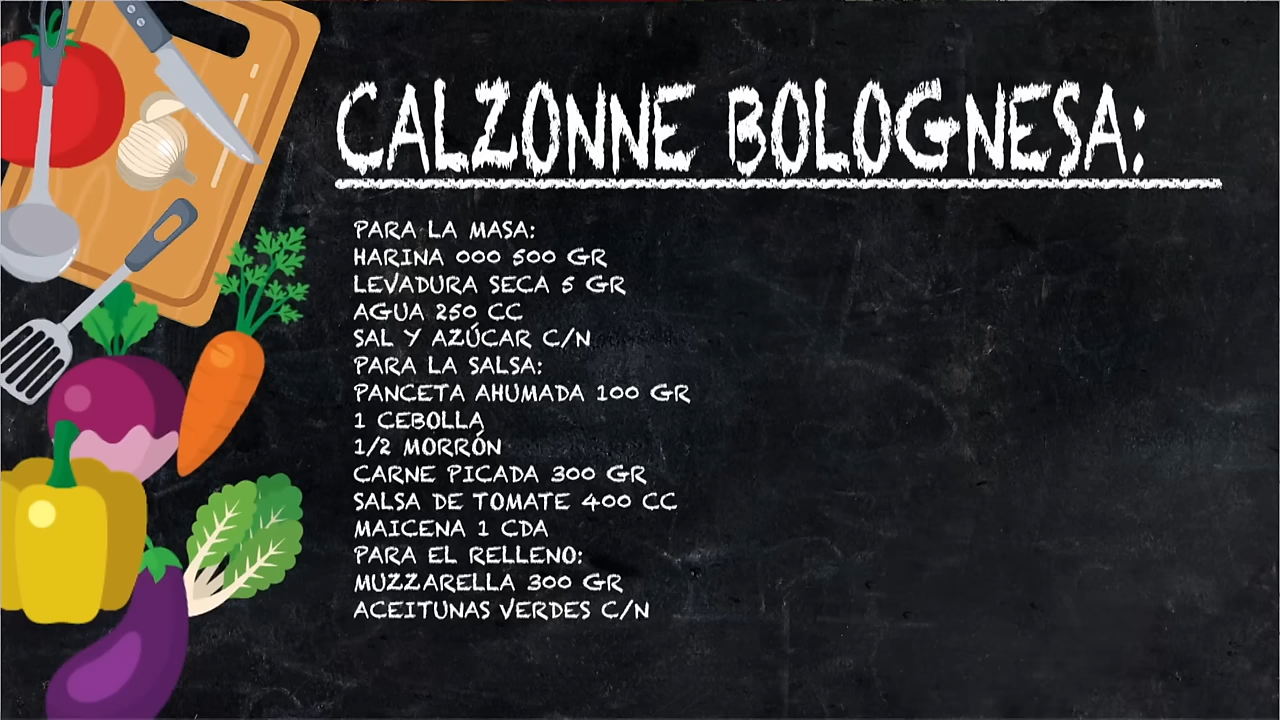 CALZONNE BOLOGNESA:
PARA LA MASA:
HARINA 000 500 GR
LEVADURA SECA 5 GR
AGUA 250 CC
SAL Y AZÚCAR C/N
PARA LA SALSA:
PANCETA AHUMADA 100 GR
1 CEBOLLA
1/2 MORRÓN
CARNE PICADA 300 GR
SALSA DE TOMATE 400 CC
MAICENA 1 CDA
PARA EL RELLENO:
MUZZARELLA 300 GR
ACEITUNAS VERDES C/N